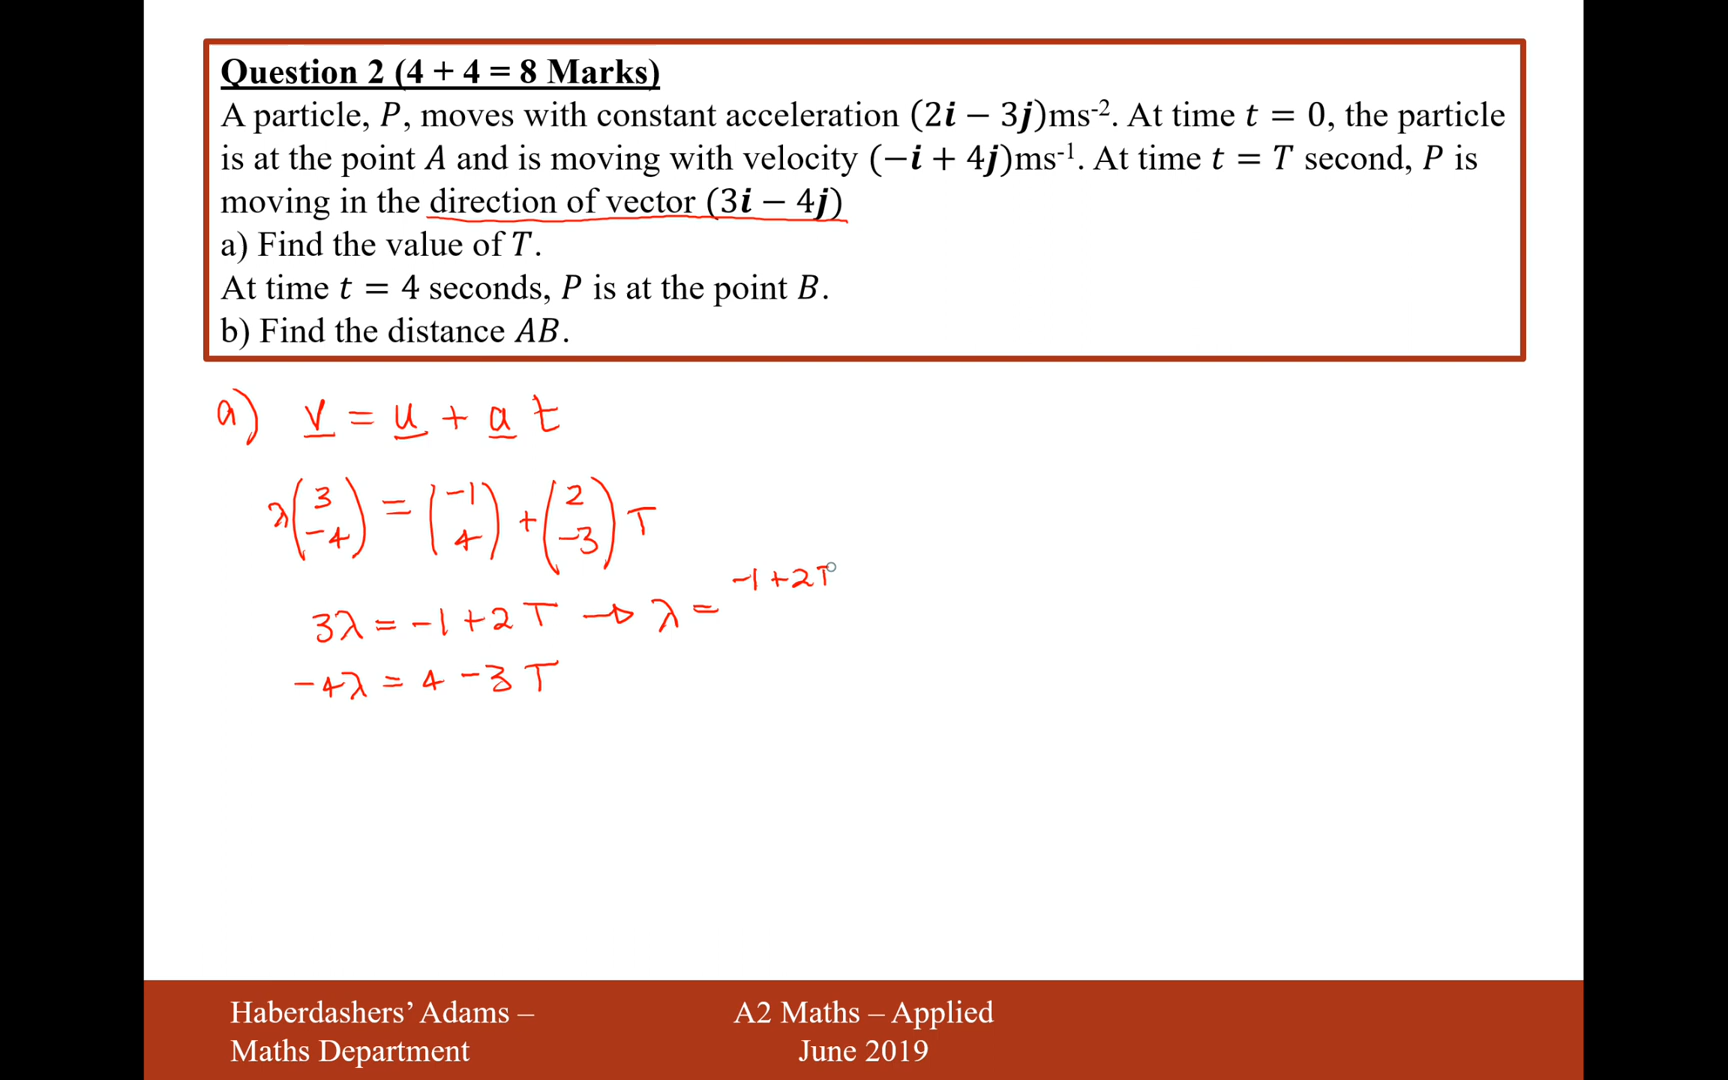 Question 2 (4 + 4 = 8 Marks)
A particle, P, moves with constant acceleration (2i − 3j)ms⁻². At time t = 0, the particle
is at the point A and is moving with velocity (−i + 4j)ms⁻¹. At time t = T second, P is
moving in the direction of vector (3i − 4j)
a) Find the value of T.
At time t = 4 seconds, P is at the point B.
b) Find the distance AB.
a) v = u + a t
λ(3 −4) = (−1 4) + (2 −3) T
3λ = −1 + 2T → λ = −1 + 2T
−4λ = 4 − 3T
Haberdashers’ Adams –
Maths Department
A2 Maths – Applied
June 2019